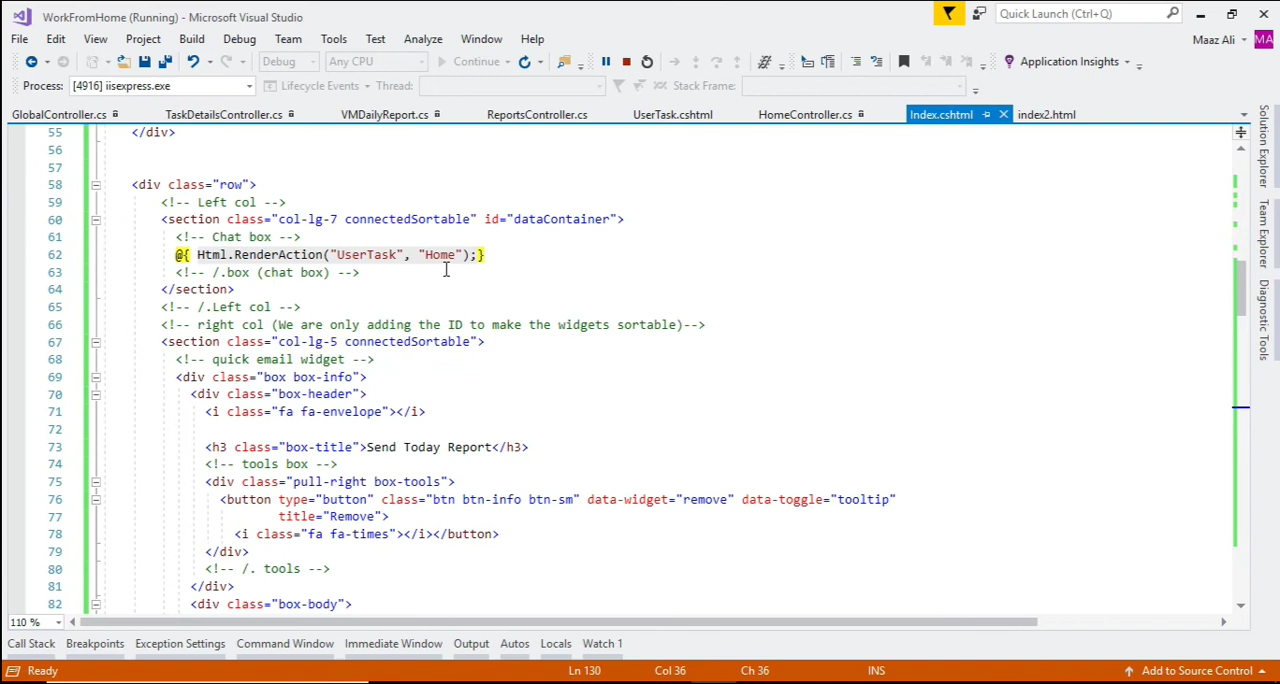 WorkFromHome (Running) - Microsoft Visual Studio
Quick Launch (Ctrl+Q)
File Edit View Project Build Debug Team Tools Test Analyze Window Help
Maaz Ali MA
Debug Any CPU Continue Application Insights
Process: [4916] iisexpress.exe Lifecycle Events Thread: Stack Frame:
GlobalController.cs TaskDetailsController.cs VMDailyReport.cs ReportsController.cs UserTask.cshtml HomeController.cs Index.cshtml index2.html
55 </div>
56
57
58 <div class="row">
59 <!-- Left col -->
60 <section class="col-lg-7 connectedSortable" id="dataContainer">
61 <!-- Chat box -->
62 @{ Html.RenderAction("UserTask", "Home");}
63 <!-- /.box (chat box) -->
64 </section>
65 <!-- /.Left col -->
66 <!-- right col (We are only adding the ID to make the widgets sortable)-->
67 <section class="col-lg-5 connectedSortable">
68 <!-- quick email widget -->
69 <div class="box box-info">
70 <div class="box-header">
71 <i class="fa fa-envelope"></i>
72
73 <h3 class="box-title">Send Today Report</h3>
74 <!-- tools box -->
75 <div class="pull-right box-tools">
76 <button type="button" class="btn btn-info btn-sm" data-widget="remove" data-toggle="tooltip"
77 title="Remove">
78 <i class="fa fa-times"></i></button>
79 </div>
80 <!-- /. tools -->
81 </div>
82 <div class="box-body">
Solution Explorer
Team Explorer
Diagnostic Tools
110 %
Call Stack Breakpoints Exception Settings Command Window Immediate Window Output Autos Locals Watch 1
Ready Ln 130 Col 36 Ch 36 INS Add to Source Control